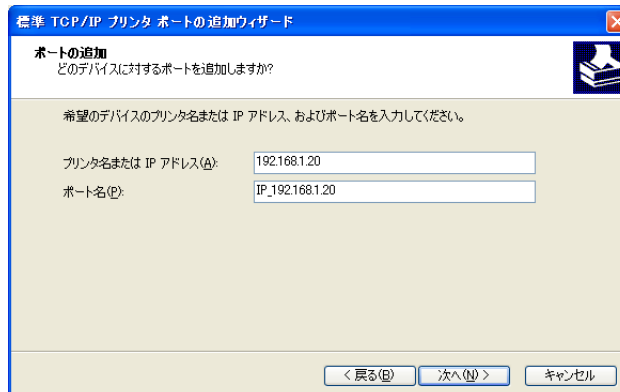 標準 TCP/IP プリンタ ポートの追加ウィザード
ポートの追加
どのデバイスに対するポートを追加しますか?
希望のデバイスのプリンタ名または IP アドレス、およびポート名を入力してください。
プリンタ名または IP アドレス(A): 192.168.1.20
ポート名(P): IP_192.168.1.20
< 戻る(B) 次へ(N) > キャンセル